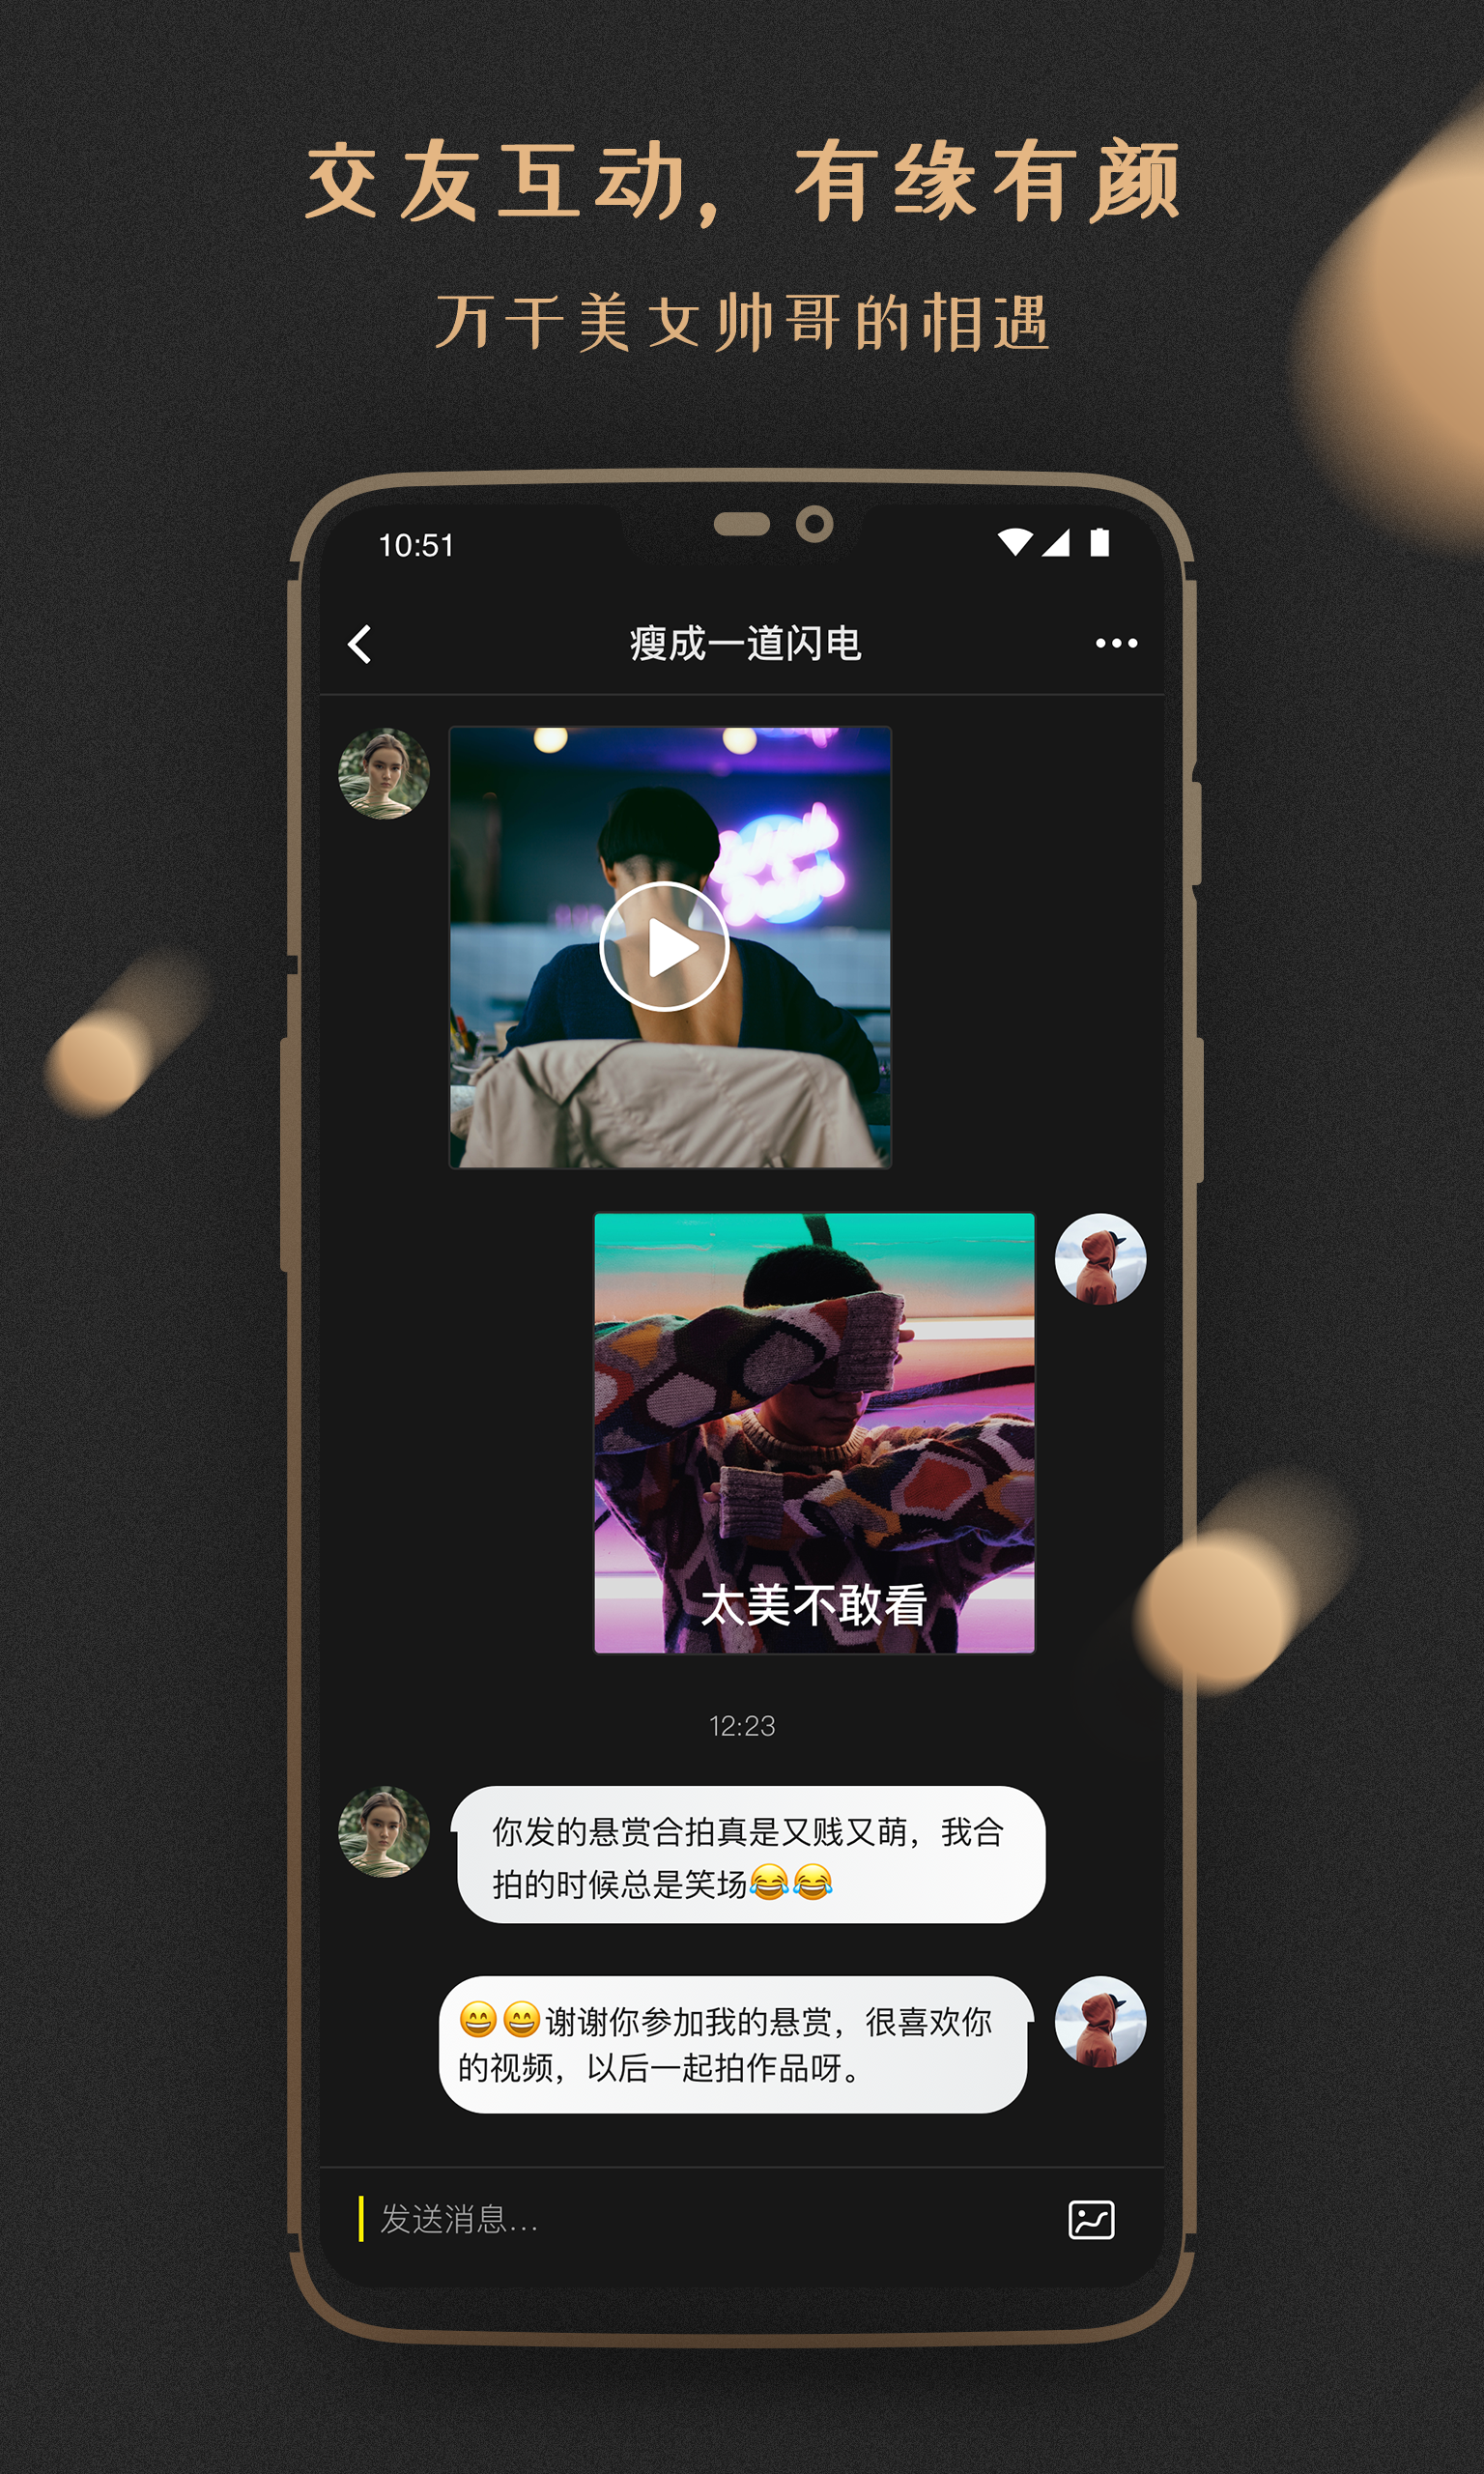 交友互动，有缘有颜
万千美女帅哥的相遇
10:51
瘦成一道闪电
太美不敢看
12:23
你发的悬赏合拍真是又贱又萌，我合
拍的时候总是笑场😂😂
😄😄谢谢你参加我的悬赏，很喜欢你
的视频，以后一起拍作品呀。
发送消息...